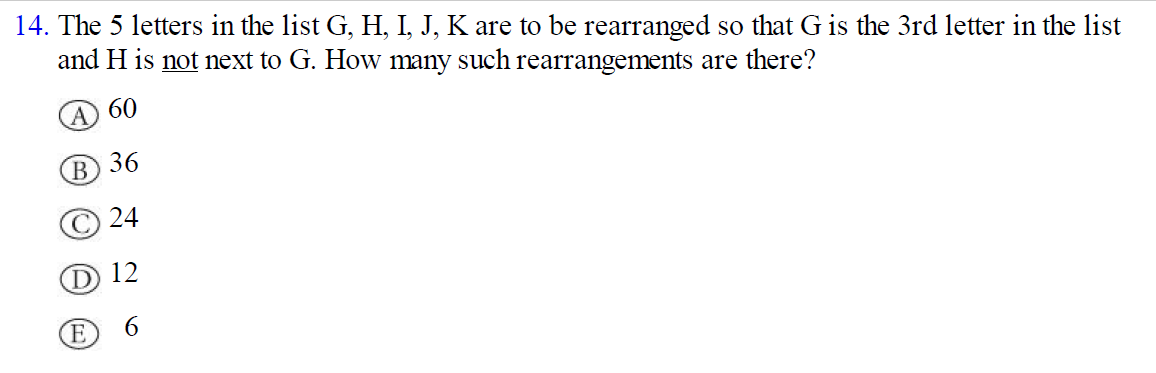 14. The 5 letters in the list G, H, I, J, K are to be rearranged so that G is the 3rd letter in the list
and H is not next to G. How many such rearrangements are there?
A 60
B 36
C 24
D 12
E 6